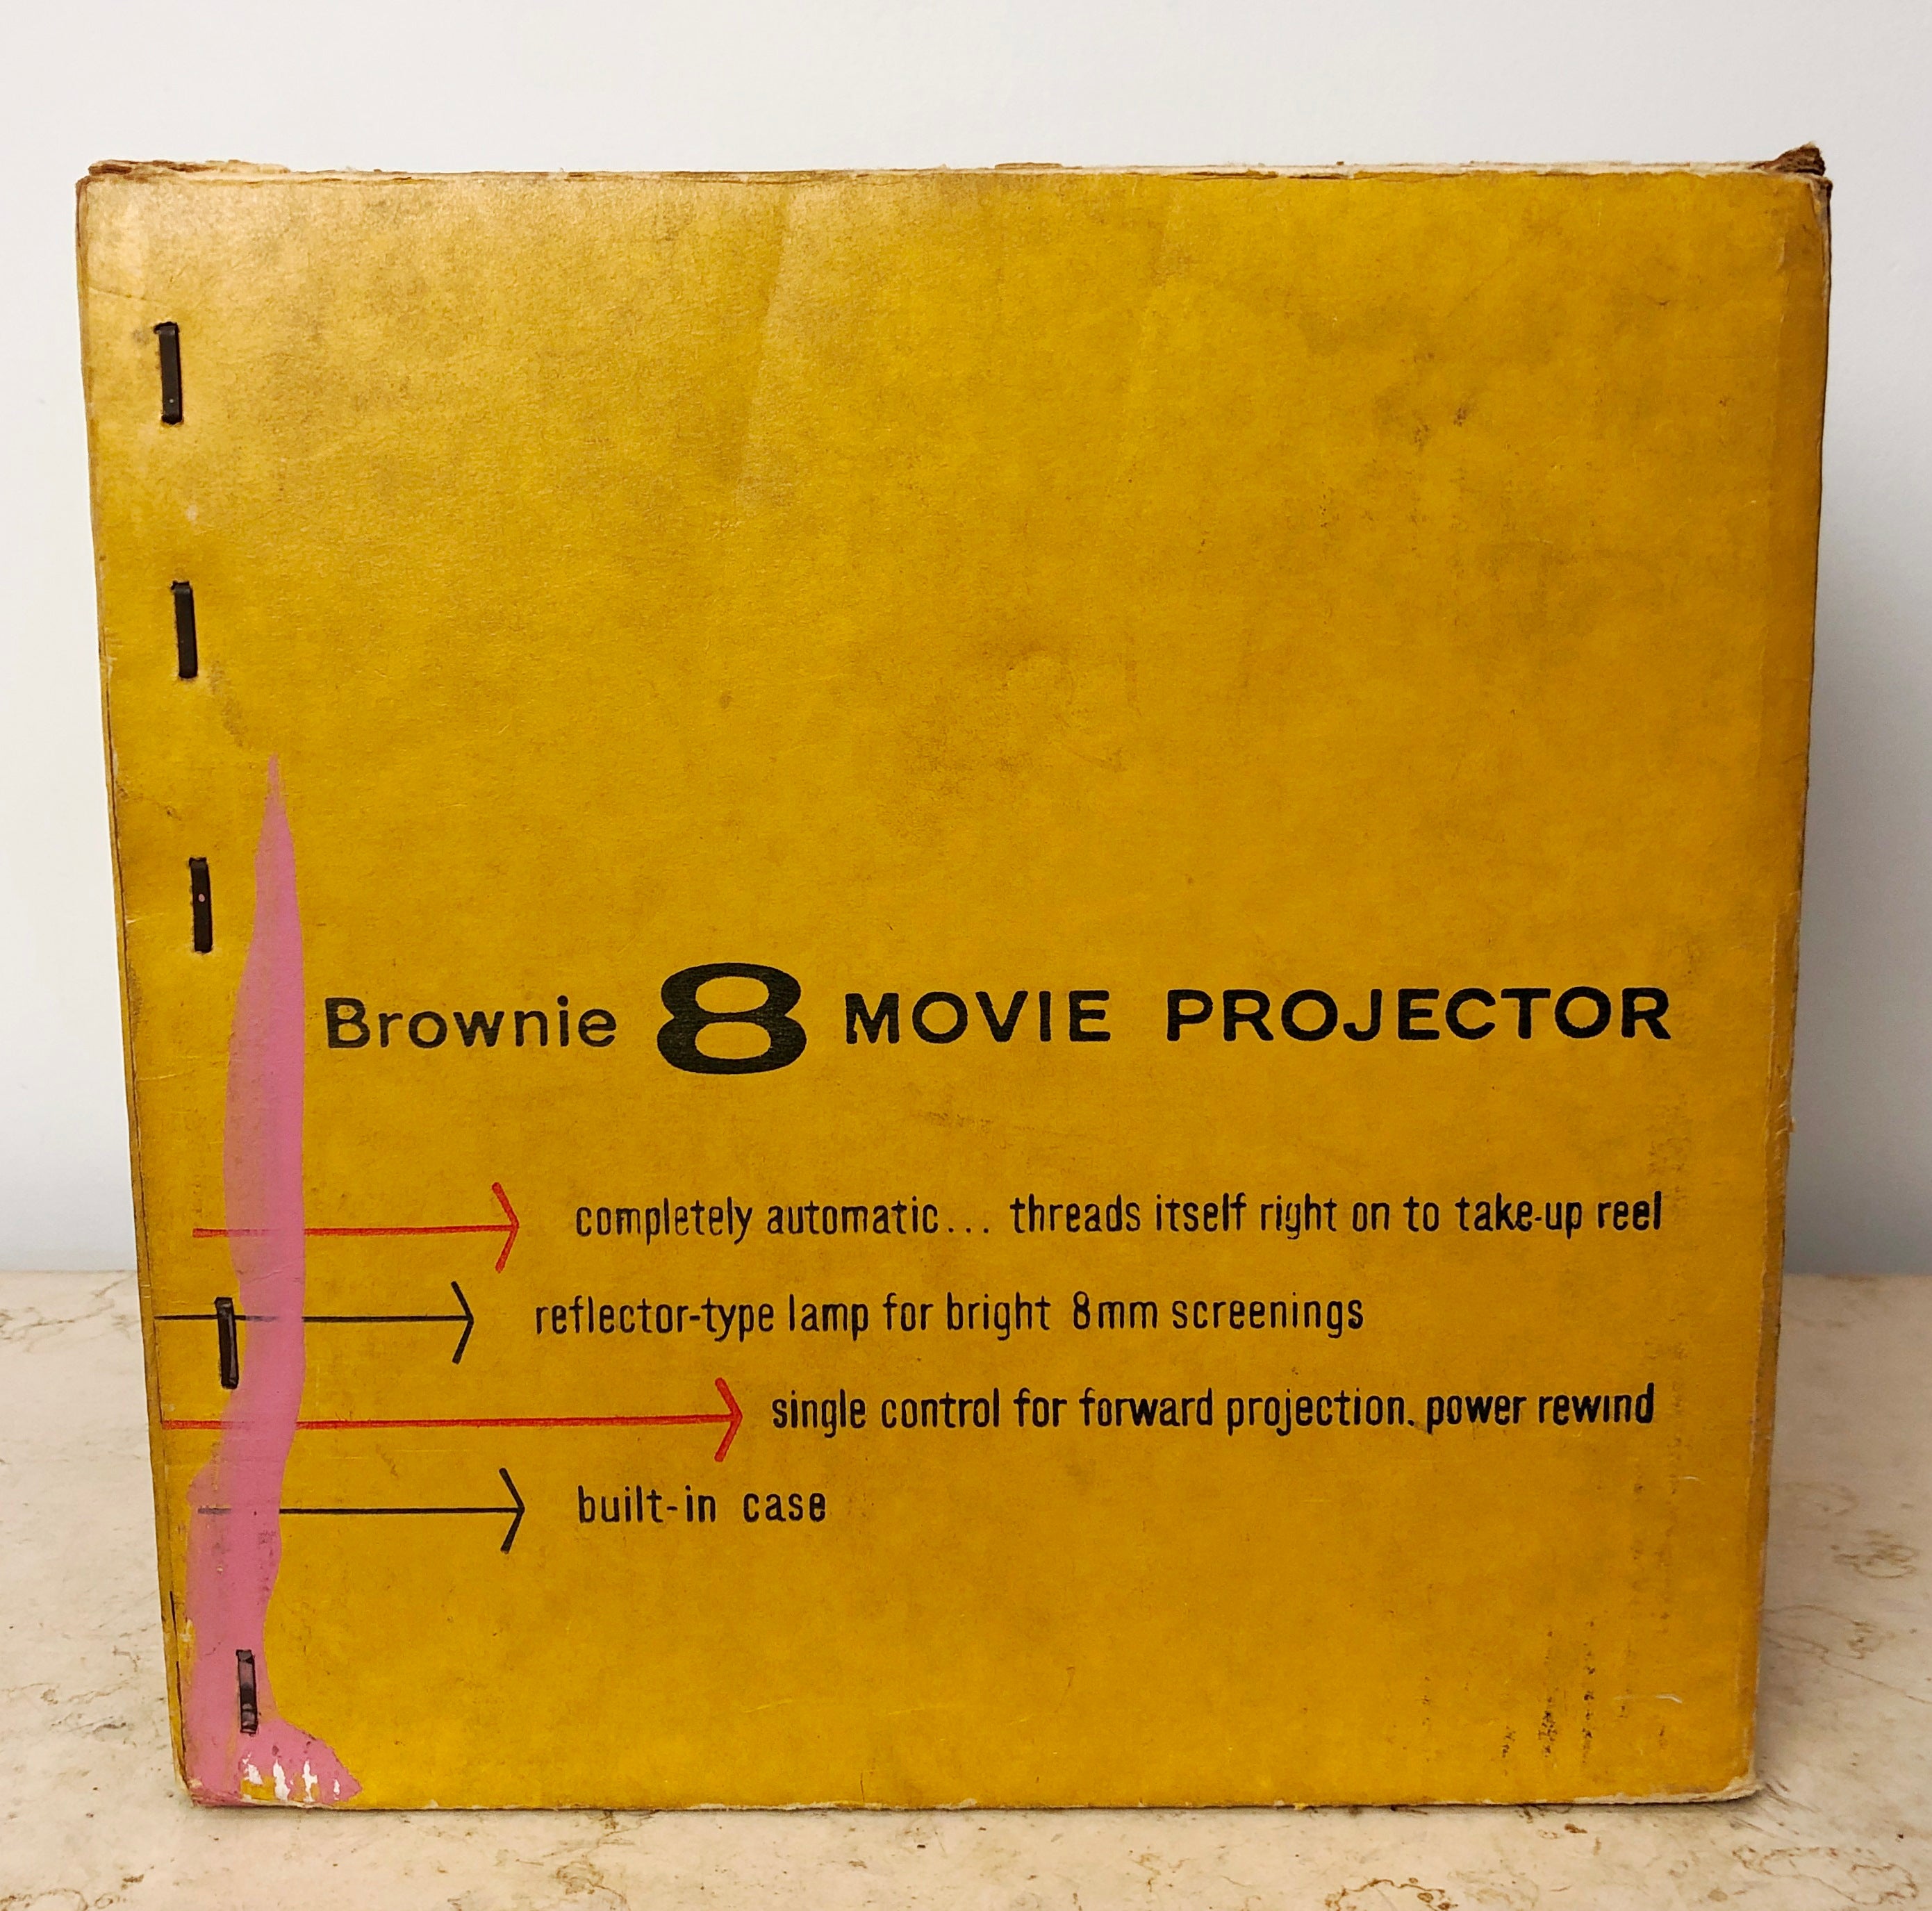 Brownie 8 MOVIE PROJECTOR
completely automatic... threads itself right on to take-up reel
reflector-type lamp for bright 8mm screenings
single control for forward projection, power rewind
built-in case